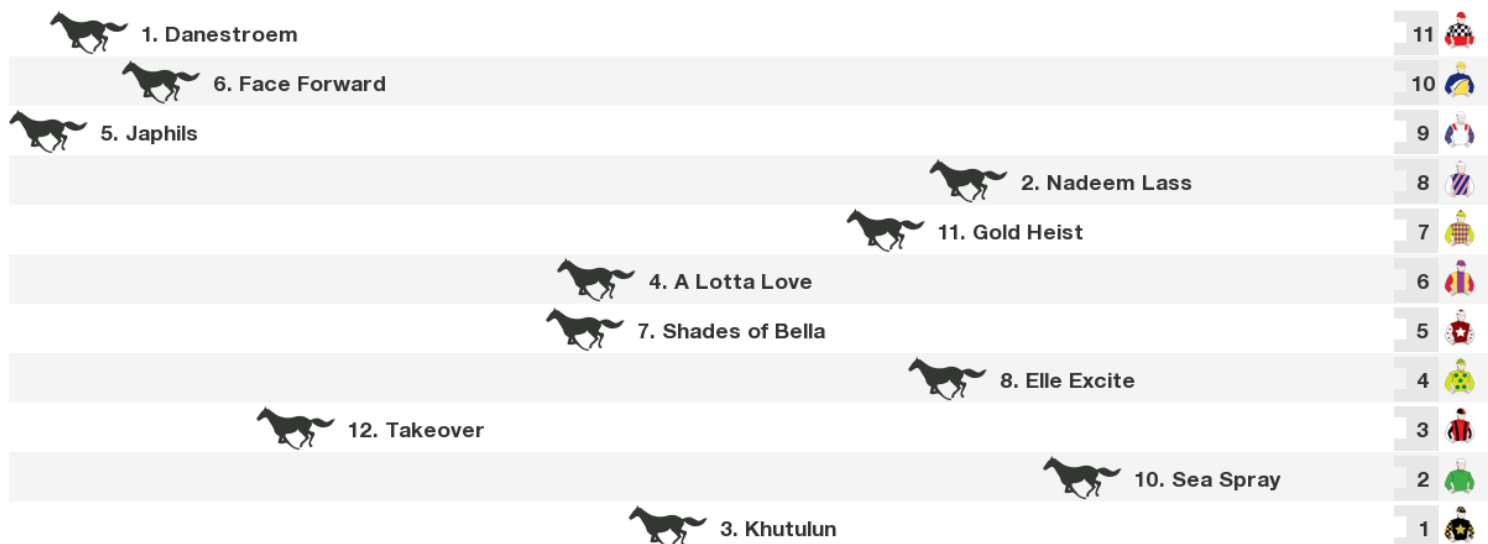 1. Danestroem 11
6. Face Forward 10
5. Japhils 9
2. Nadeem Lass 8
11. Gold Heist 7
4. A Lotta Love 6
7. Shades of Bella 5
8. Elle Excite 4
12. Takeover 3
10. Sea Spray 2
3. Khutulun 1